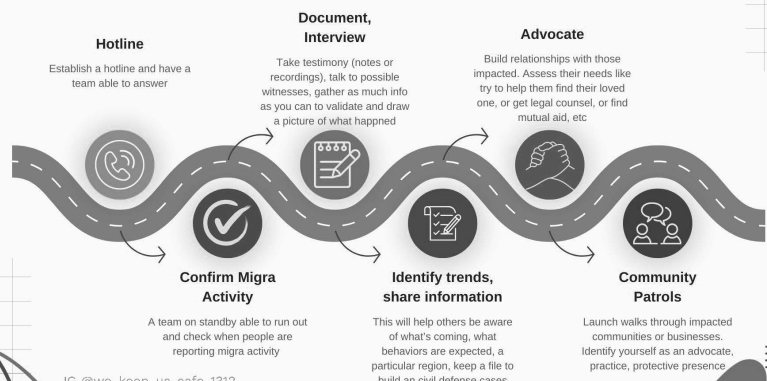 Hotline
Establish a hotline and have a
team able to answer
Confirm Migra
Activity
A team on standby able to run out
and check when people are
reporting migra activity
Document,
Interview
Take testimony (notes or
recordings), talk to possible
witnesses, gather as much info
as you can to validate and draw
a picture of what happned
Identify trends,
share information
This will help others be aware
of what's coming, what
behaviors are expected, a
particular region, keep a file to
build an civil defense cases
Advocate
Build relationships with those
impacted. Assess their needs like
try to help them find their loved
one, or get legal counsel, or find
mutual aid, etc
Community
Patrols
Launch walks through impacted
communities or businesses.
Identify yourself as an advocate,
practice, protective presence
IG @we_keep_us_safe_1312